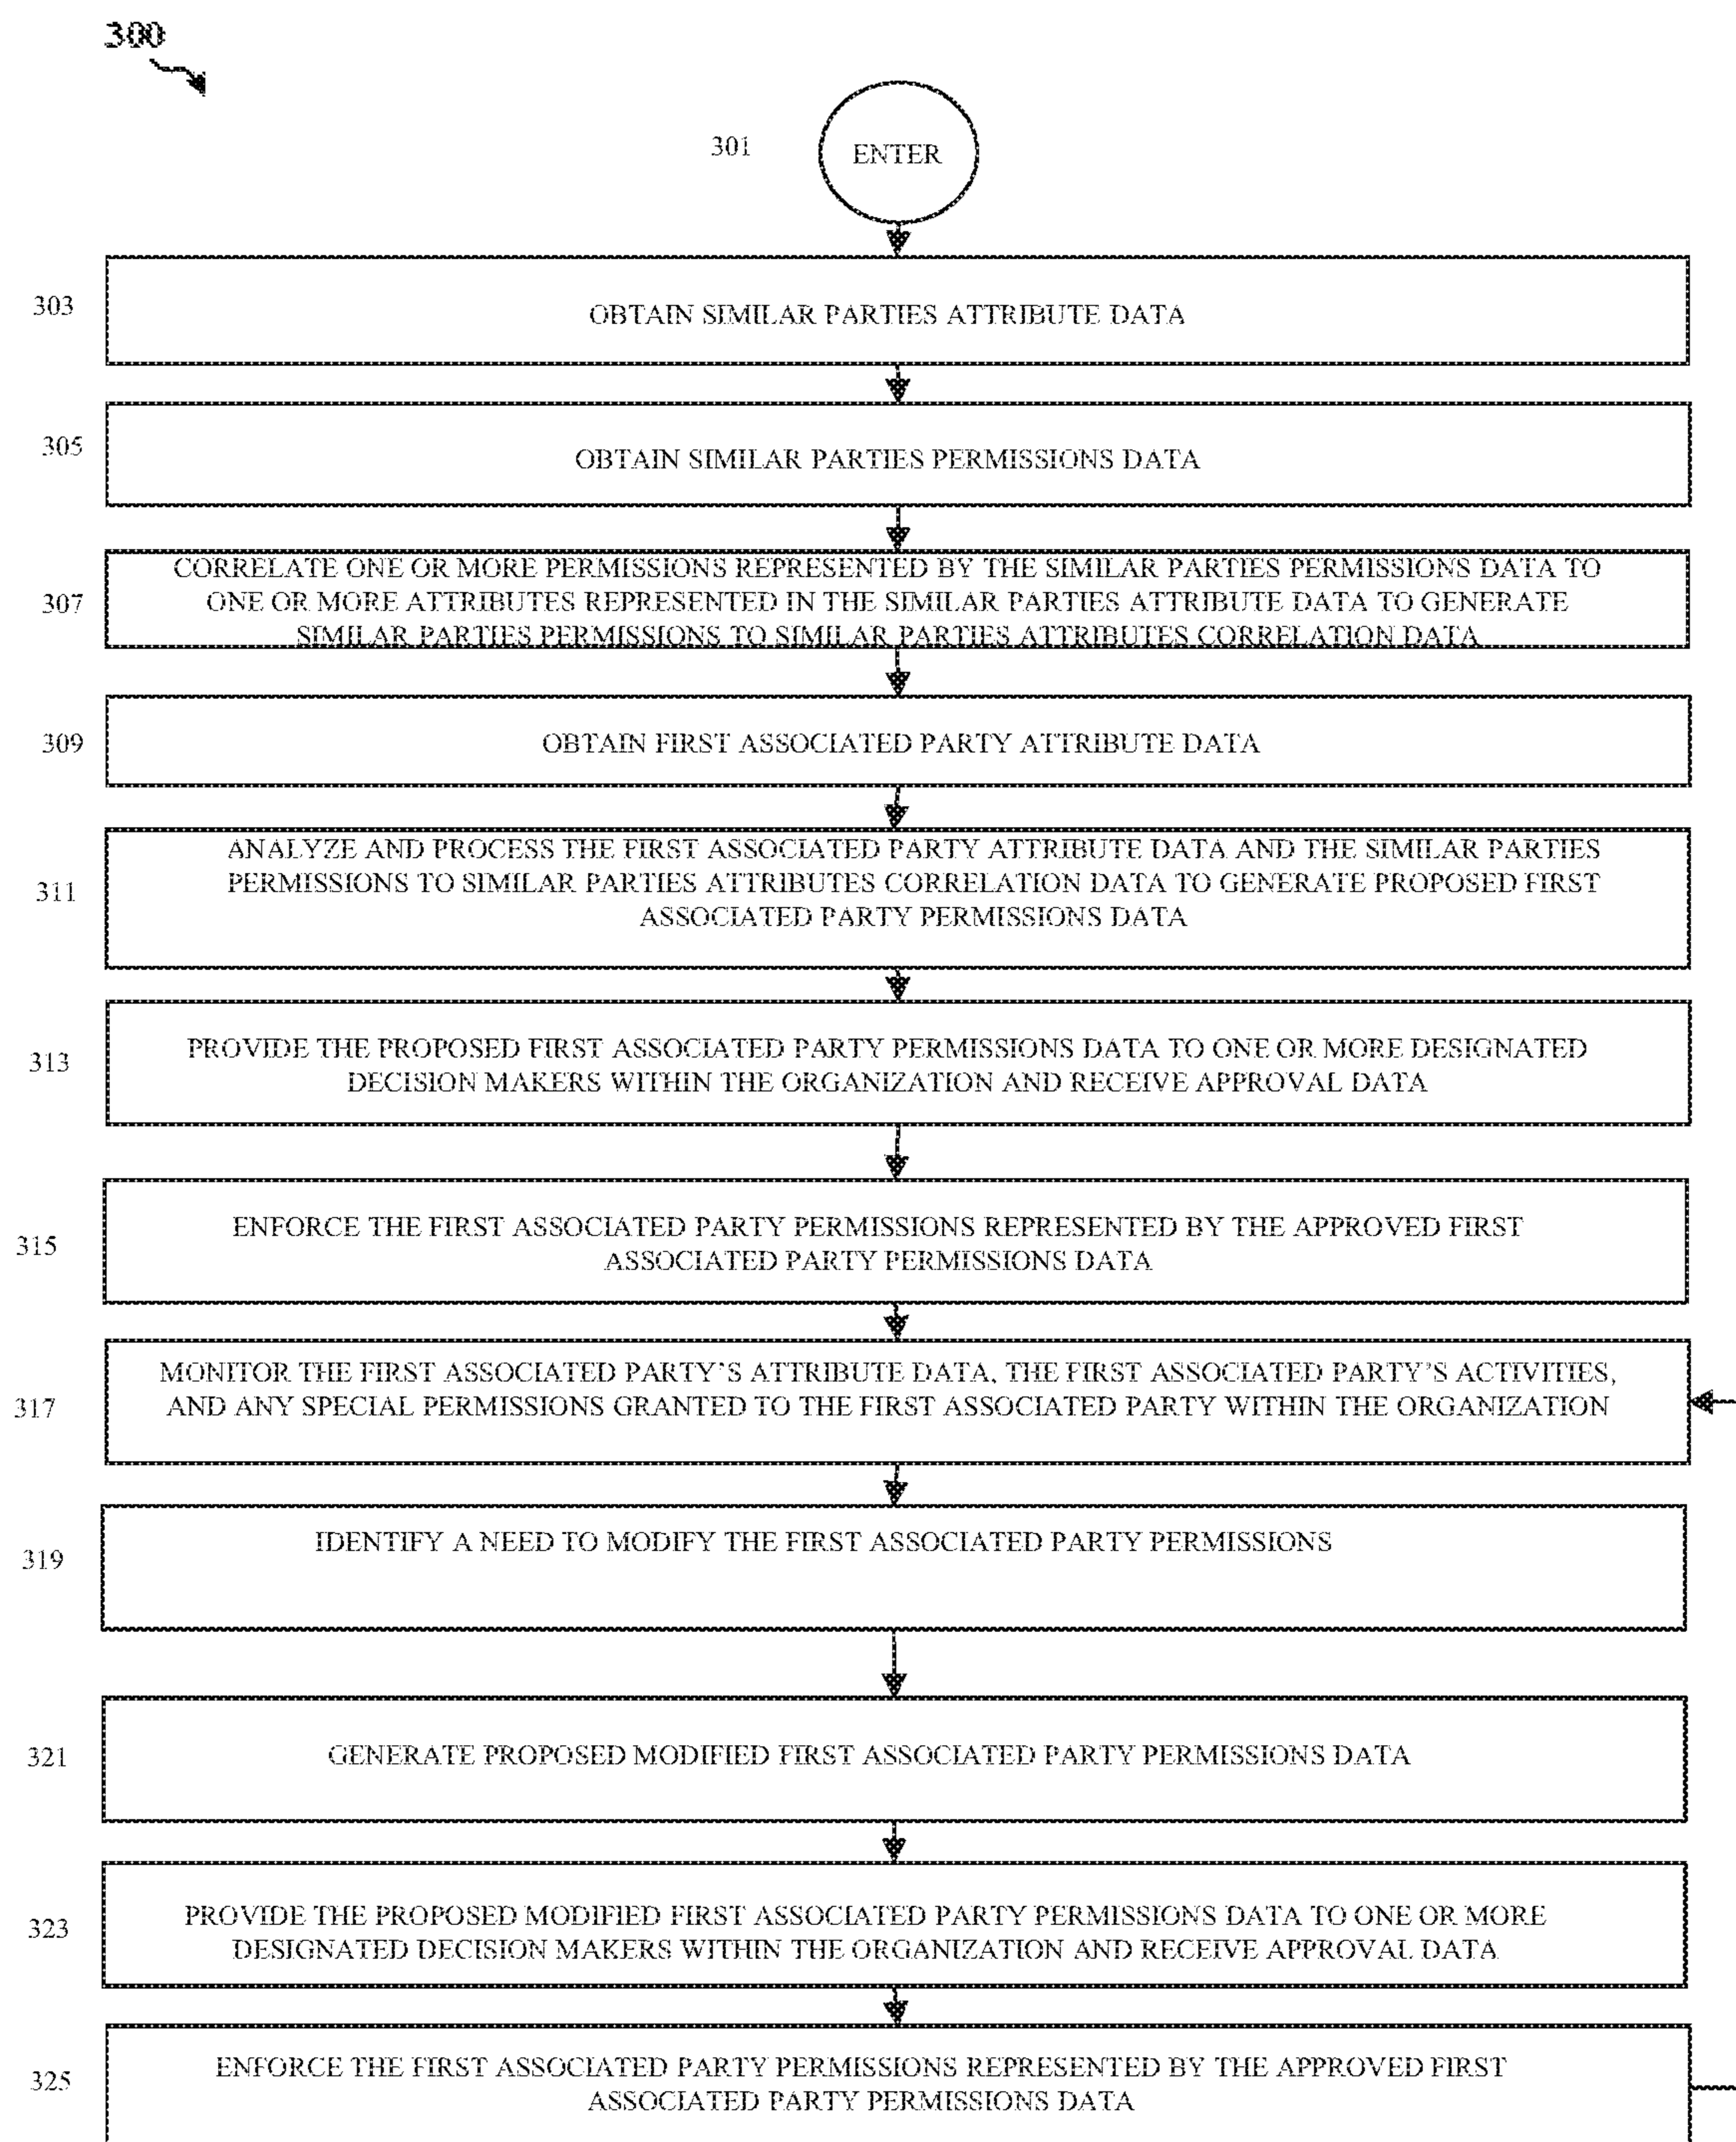 300
301
ENTER
303
OBTAIN SIMILAR PARTIES ATTRIBUTE DATA
305
OBTAIN SIMILAR PARTIES PERMISSIONS DATA
307
CORRELATE ONE OR MORE PERMISSIONS REPRESENTED BY THE SIMILAR PARTIES PERMISSIONS DATA TO
ONE OR MORE ATTRIBUTES REPRESENTED IN THE SIMILAR PARTIES ATTRIBUTE DATA TO GENERATE
SIMILAR PARTIES PERMISSIONS TO SIMILAR PARTIES ATTRIBUTES CORRELATION DATA
309
OBTAIN FIRST ASSOCIATED PARTY ATTRIBUTE DATA
311
ANALYZE AND PROCESS THE FIRST ASSOCIATED PARTY ATTRIBUTE DATA AND THE SIMILAR PARTIES
PERMISSIONS TO SIMILAR PARTIES ATTRIBUTES CORRELATION DATA TO GENERATE PROPOSED FIRST
ASSOCIATED PARTY PERMISSIONS DATA
313
PROVIDE THE PROPOSED FIRST ASSOCIATED PARTY PERMISSIONS DATA TO ONE OR MORE DESIGNATED
DECISION MAKERS WITHIN THE ORGANIZATION AND RECEIVE APPROVAL DATA
315
ENFORCE THE FIRST ASSOCIATED PARTY PERMISSIONS REPRESENTED BY THE APPROVED FIRST
ASSOCIATED PARTY PERMISSIONS DATA
317
MONITOR THE FIRST ASSOCIATED PARTY'S ATTRIBUTE DATA, THE FIRST ASSOCIATED PARTY'S ACTIVITIES,
AND ANY SPECIAL PERMISSIONS GRANTED TO THE FIRST ASSOCIATED PARTY WITHIN THE ORGANIZATION
319
IDENTIFY A NEED TO MODIFY THE FIRST ASSOCIATED PARTY PERMISSIONS
321
GENERATE PROPOSED MODIFIED FIRST ASSOCIATED PARTY PERMISSIONS DATA
323
PROVIDE THE PROPOSED MODIFIED FIRST ASSOCIATED PARTY PERMISSIONS DATA TO ONE OR MORE
DESIGNATED DECISION MAKERS WITHIN THE ORGANIZATION AND RECEIVE APPROVAL DATA
325
ENFORCE THE FIRST ASSOCIATED PARTY PERMISSIONS REPRESENTED BY THE APPROVED FIRST
ASSOCIATED PARTY PERMISSIONS DATA